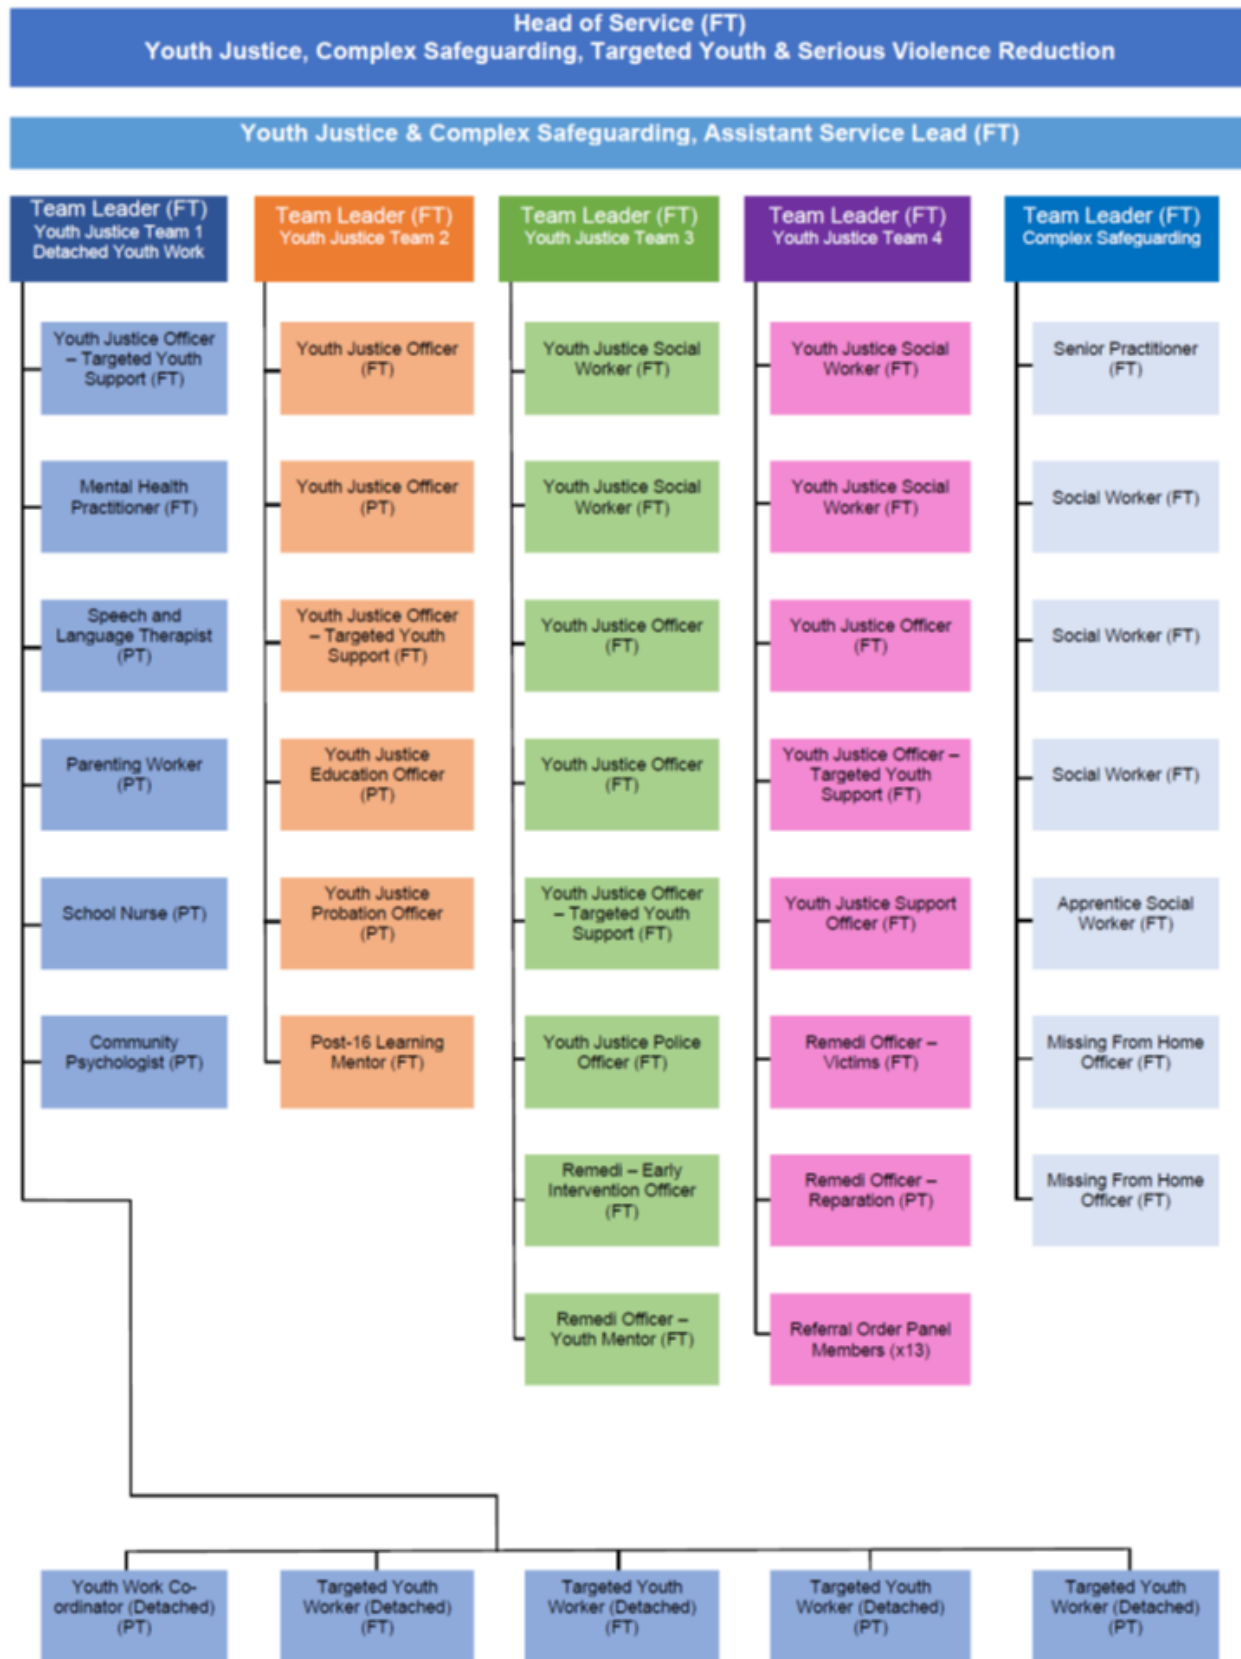 Head of Service (FT)
Youth Justice, Complex Safeguarding, Targeted Youth & Serious Violence Reduction
Youth Justice & Complex Safeguarding, Assistant Service Lead (FT)
Team Leader (FT)
Youth Justice Team 1
Detached Youth Work
Youth Justice Officer
– Targeted Youth
Support (FT)
Mental Health
Practitioner (FT)
Speech and
Language Therapist
(PT)
Parenting Worker
(PT)
School Nurse (PT)
Community
Psychologist (PT)
Team Leader (FT)
Youth Justice Team 2
Youth Justice Officer
(FT)
Youth Justice Officer
(PT)
Youth Justice Officer
– Targeted Youth
Support (FT)
Youth Justice
Education Officer
(PT)
Youth Justice
Probation Officer
(PT)
Post-16 Learning
Mentor (FT)
Team Leader (FT)
Youth Justice Team 3
Youth Justice Social
Worker (FT)
Youth Justice Social
Worker (FT)
Youth Justice Officer
(FT)
Youth Justice Officer
(FT)
Youth Justice Officer
– Targeted Youth
Support (FT)
Youth Justice Police
Officer (FT)
Remedi – Early
Intervention Officer
(FT)
Remedi Officer –
Youth Mentor (FT)
Team Leader (FT)
Youth Justice Team 4
Youth Justice Social
Worker (FT)
Youth Justice Social
Worker (FT)
Youth Justice Officer
(FT)
Youth Justice Officer –
Targeted Youth
Support (FT)
Youth Justice Support
Officer (FT)
Remedi Officer –
Victims (FT)
Remedi Officer –
Reparation (PT)
Referral Order Panel
Members (x13)
Team Leader (FT)
Complex Safeguarding
Senior Practitioner
(FT)
Social Worker (FT)
Social Worker (FT)
Social Worker (FT)
Apprentice Social
Worker (FT)
Missing From Home
Officer (FT)
Missing From Home
Officer (FT)
Youth Work Co-
ordinator (Detached)
(PT)
Targeted Youth
Worker (Detached)
(FT)
Targeted Youth
Worker (Detached)
(FT)
Targeted Youth
Worker (Detached)
(PT)
Targeted Youth
Worker (Detached)
(PT)